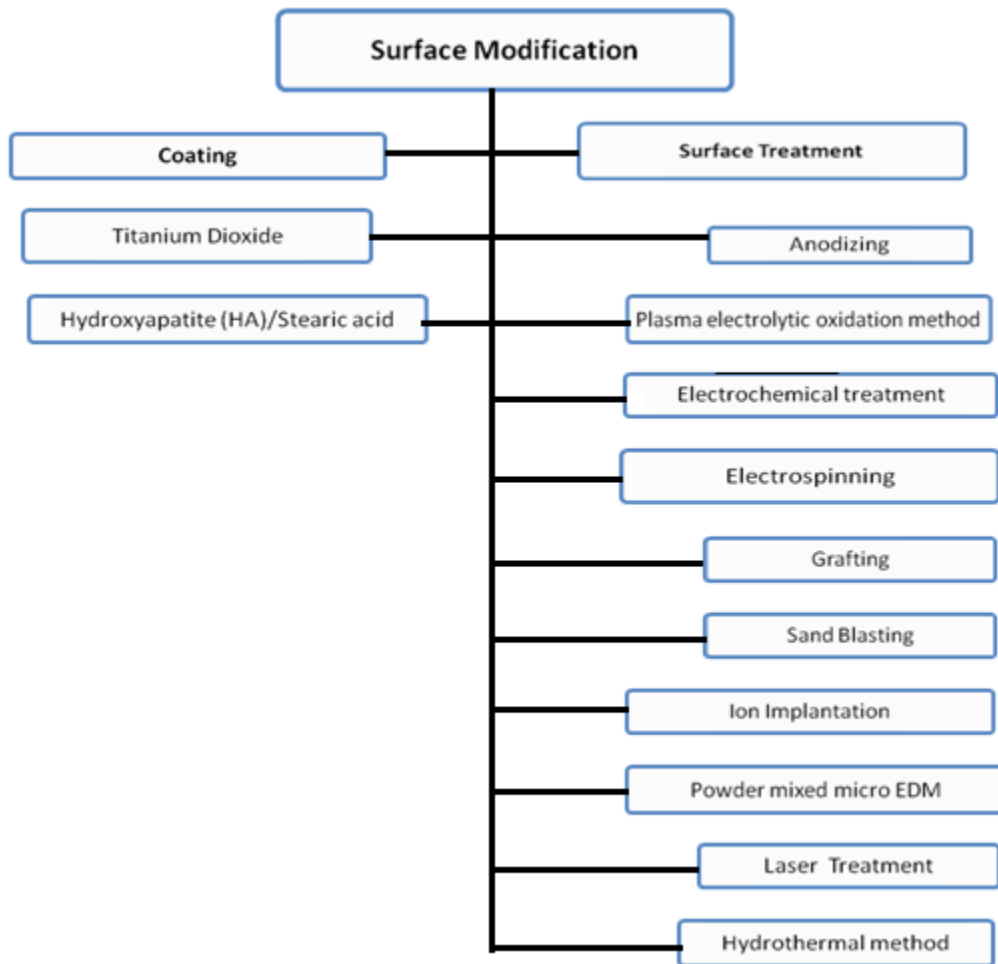 Surface Modification
Coating
Surface Treatment
Titanium Dioxide
Anodizing
Hydroxyapatite (HA)/Stearic acid
Plasma electrolytic oxidation method
Electrochemical treatment
Electrospinning
Grafting
Sand Blasting
Ion Implantation
Powder mixed micro EDM
Laser Treatment
Hydrothermal method